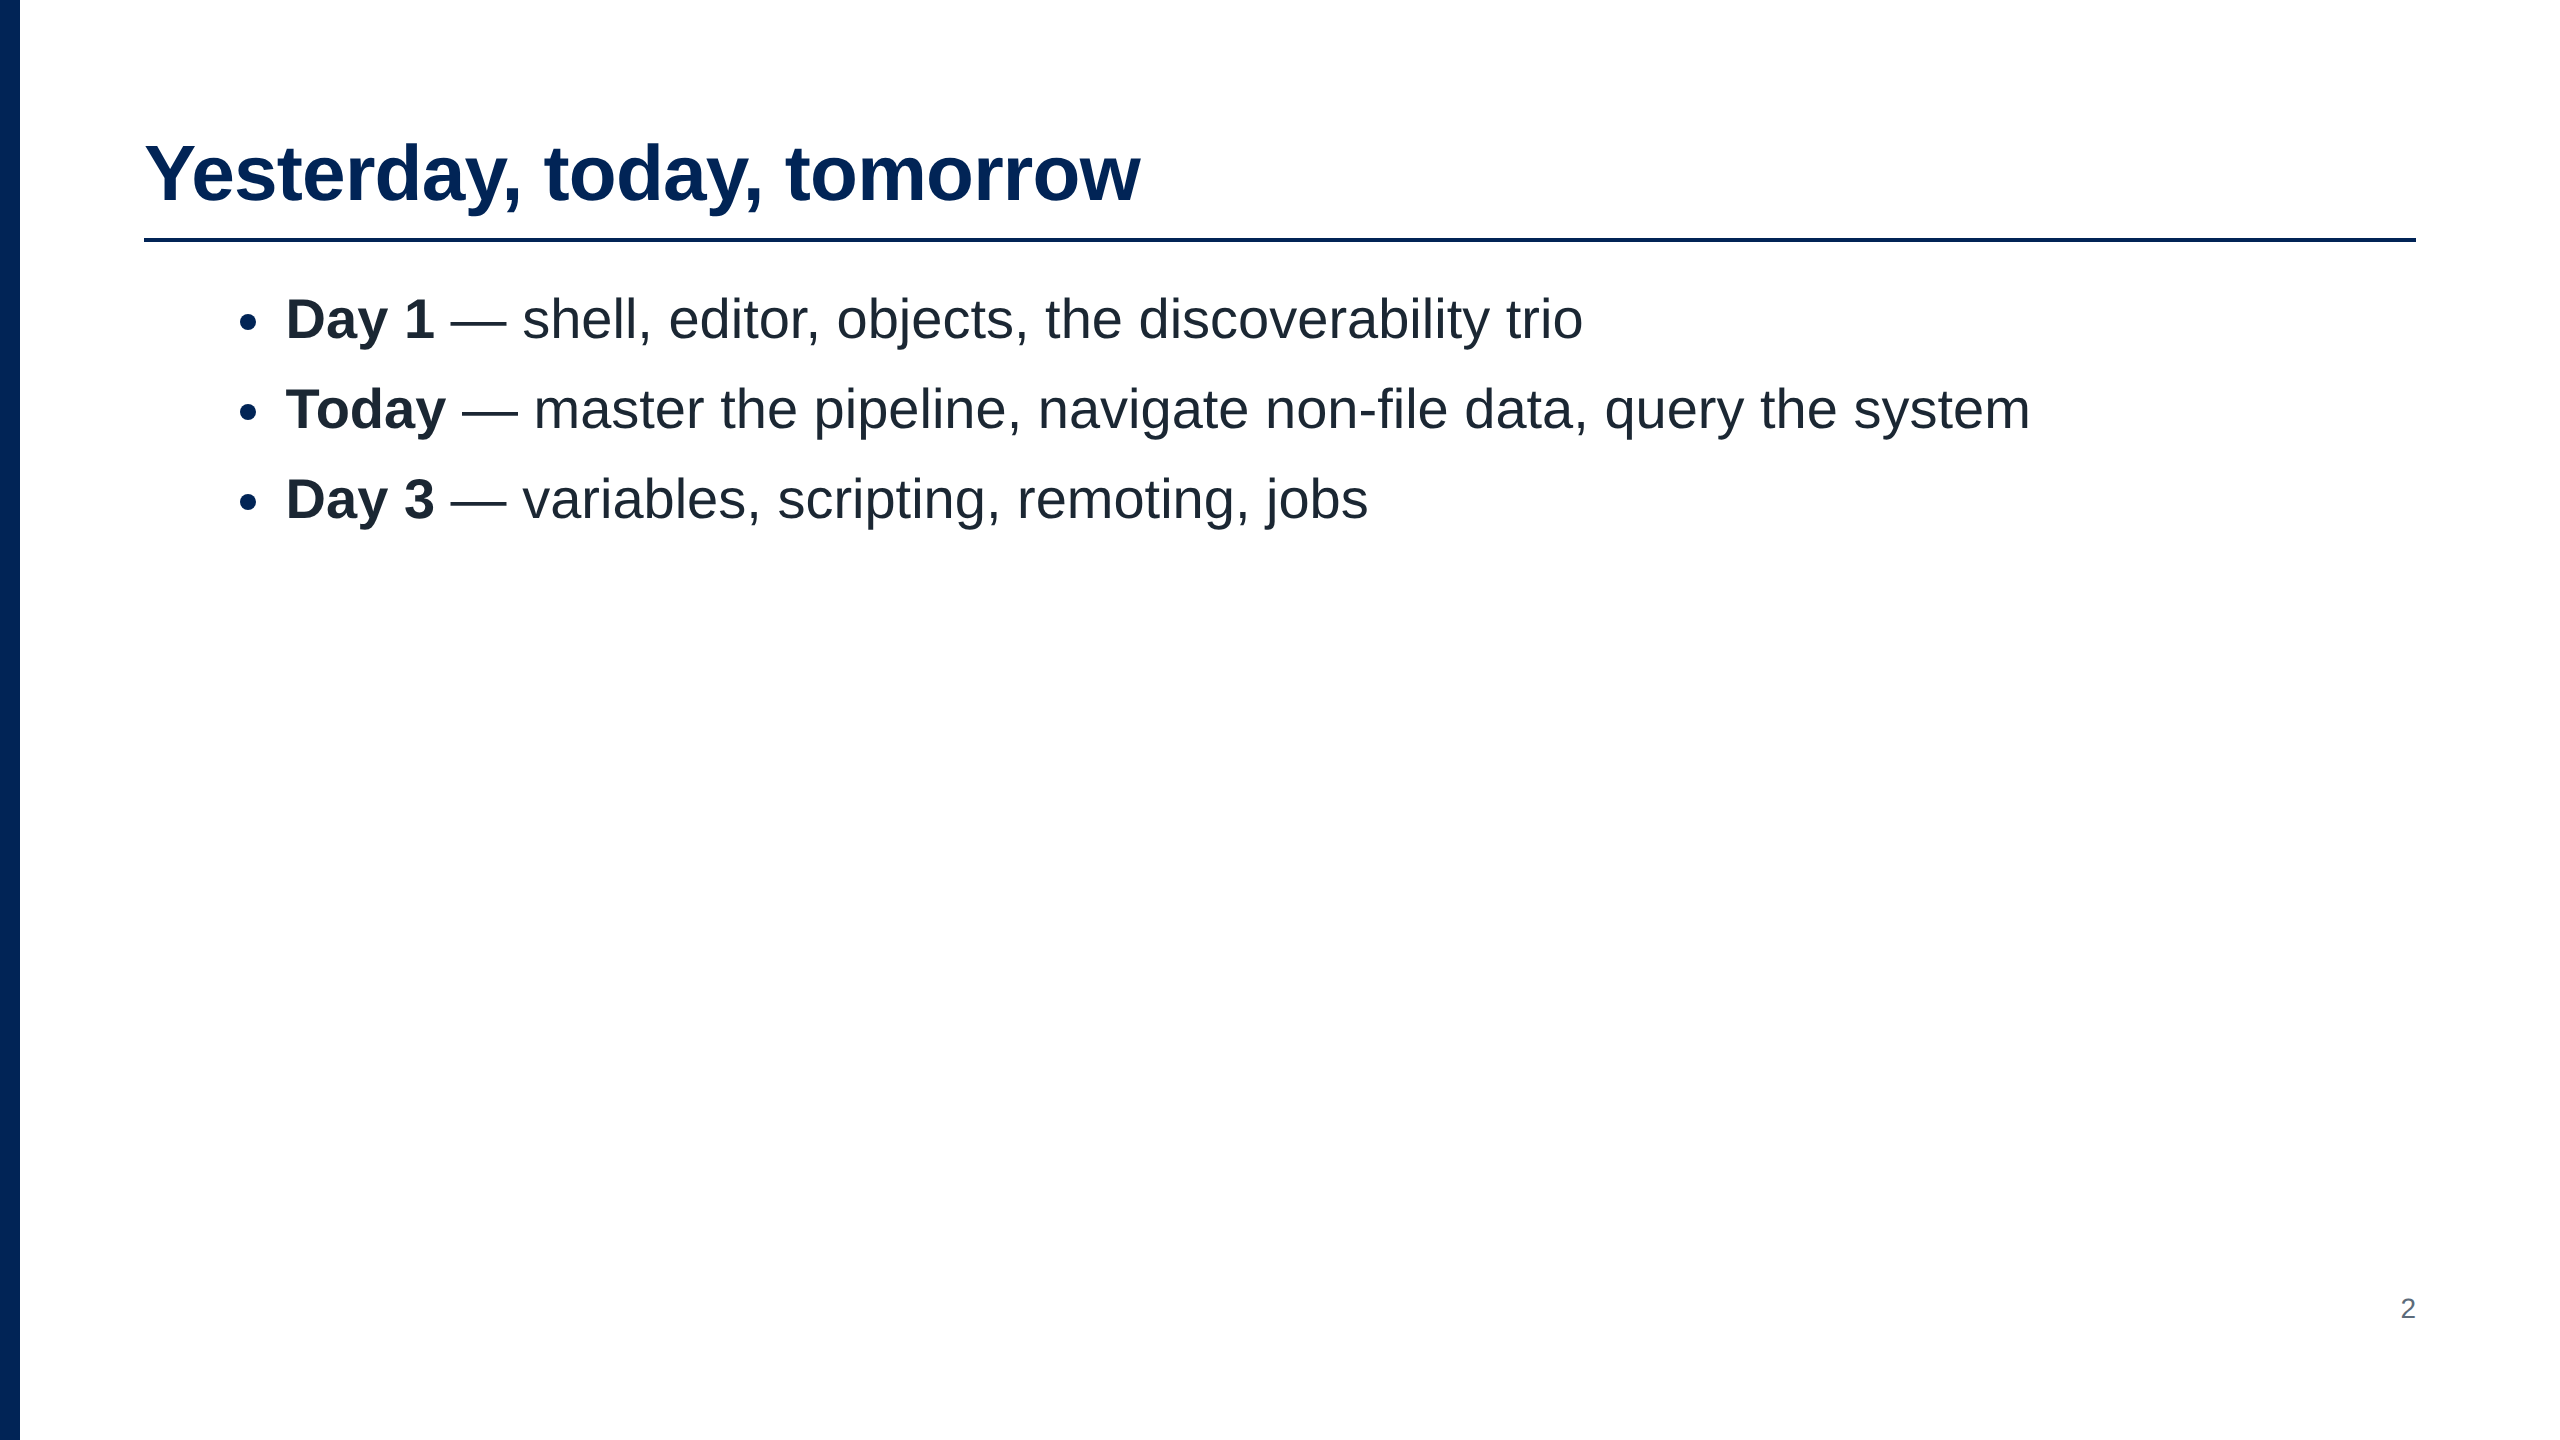 Yesterday, today, tomorrow
• Day 1 — shell, editor, objects, the discoverability trio
• Today — master the pipeline, navigate non-file data, query the system
• Day 3 — variables, scripting, remoting, jobs
2